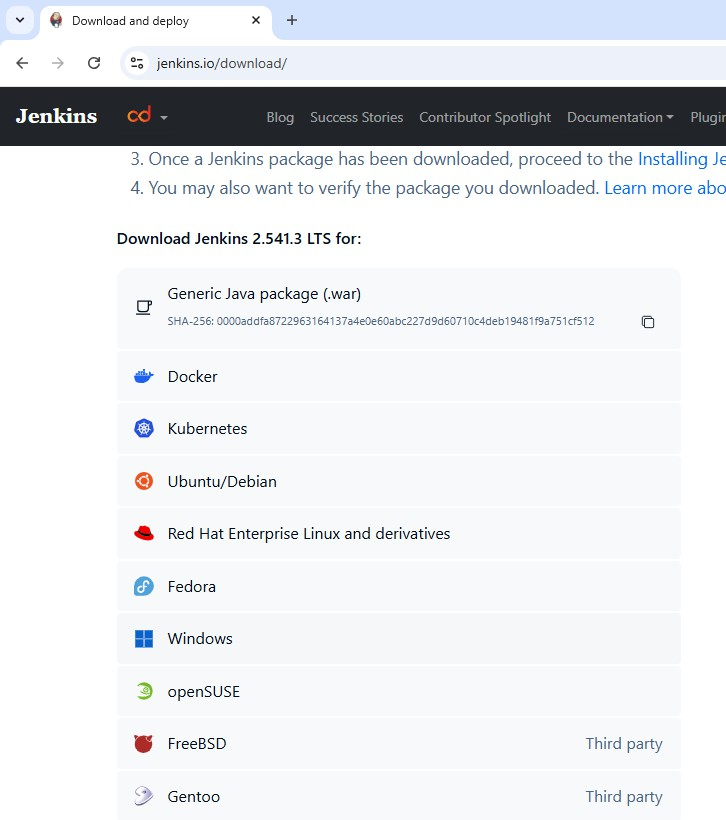 Download and deploy
jenkins.io/download/
Jenkins cd Blog Success Stories Contributor Spotlight Documentation
3. Once a Jenkins package has been downloaded, proceed to the Installing
4. You may also want to verify the package you downloaded. Learn more
Download Jenkins 2.541.3 LTS for:
Generic Java package (.war)
SHA-256: 0000addfa8722963164137a4e0e60abc227d9d60710c4deb19481f9a751cf512
Docker
Kubernetes
Ubuntu/Debian
Red Hat Enterprise Linux and derivatives
Fedora
Windows
openSUSE
FreeBSD Third party
Gentoo Third party